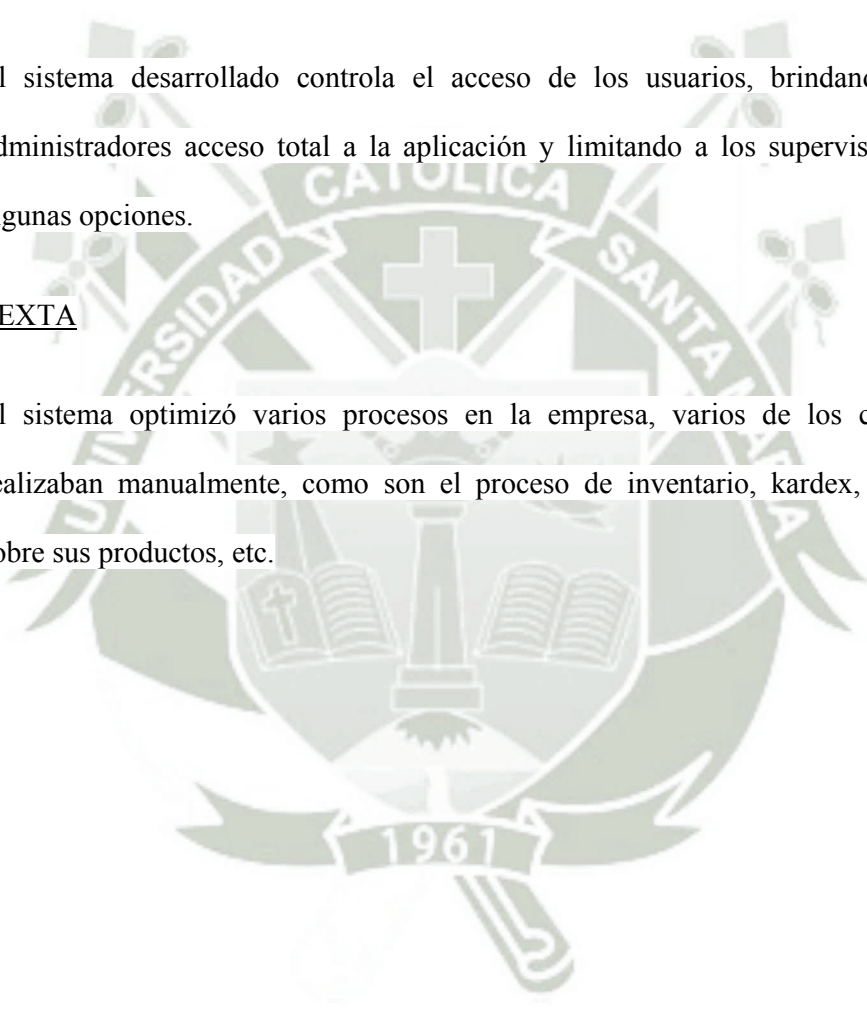 l sistema desarrollado controla el acceso de los usuarios, brindand
dministradores acceso total a la aplicación y limitando a los supervis
gunas opciones.
EXTA
l sistema optimizó varios procesos en la empresa, varios de los c
ealizaban manualmente, como son el proceso de inventario, kardex,
obre sus productos, etc.
UNIVERSIDAD CATOLICA SANTA MARIA
1961